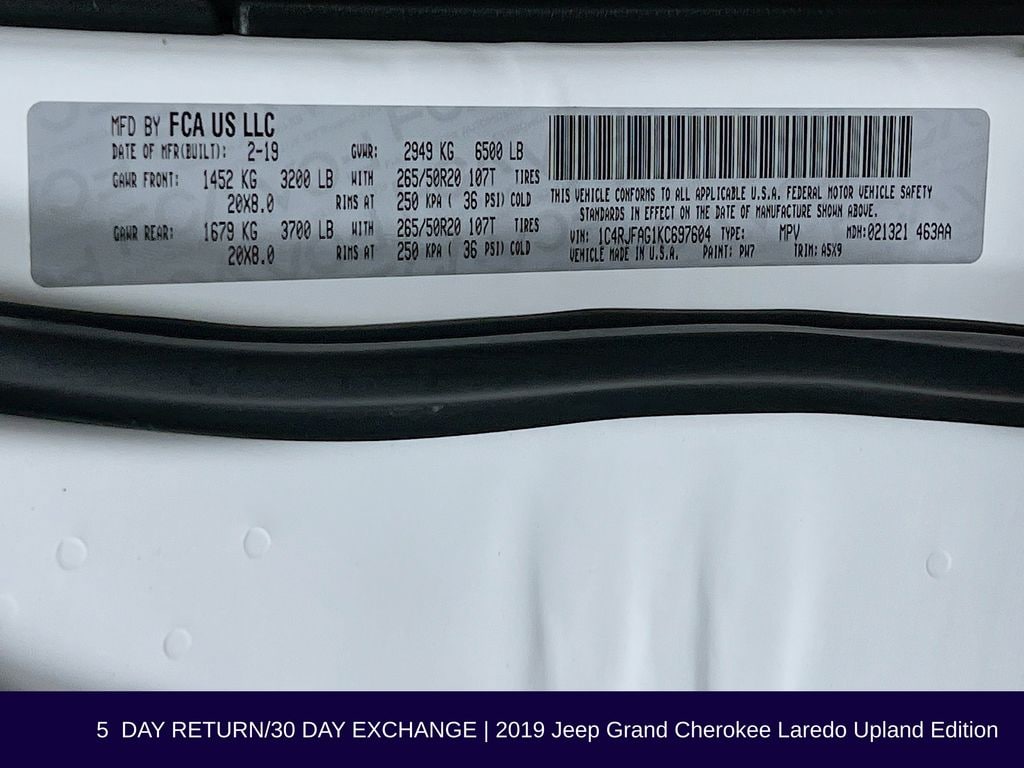 MFD BY FCA US LLC
DATE OF MFR(BUILT): 2-19 GVWR: 2949 KG 6500 LB
GAWR FRONT: 1452 KG 3200 LB WITH 265/50R20 107T TIRES
20X8.0 RIMS AT 250 KPA ( 36 PSI) COLD
GAWR REAR: 1679 KG 3700 LB WITH 265/50R20 107T TIRES
20X8.0 RIMS AT 250 KPA ( 36 PSI) COLD
THIS VEHICLE CONFORMS TO ALL APPLICABLE U.S.A. FEDERAL MOTOR VEHICLE SAFETY
STANDARDS IN EFFECT ON THE DATE OF MANUFACTURE SHOWN ABOVE.
VIN: 1C4RJFAG1KC697604 TYPE: MPV MDH:021321 463AA
VEHICLE MADE IN U.S.A. PAINT: PW7 TRIM: A5X9
5 DAY RETURN/30 DAY EXCHANGE | 2019 Jeep Grand Cherokee Laredo Upland Edition